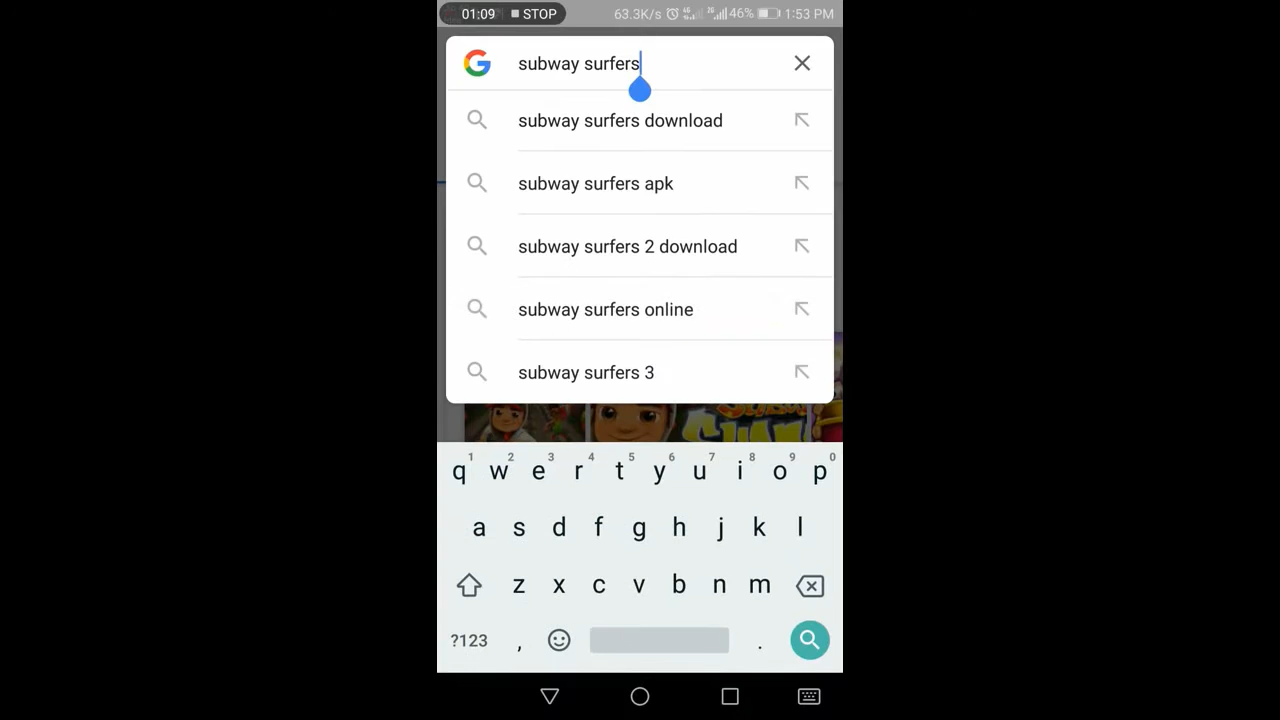 01:09 STOP 63.3K/s 46% 1:53 PM
subway surfers
subway surfers download
subway surfers apk
subway surfers 2 download
subway surfers online
subway surfers 3
1 2 3 4 5 6 7 8 9 0
q w e r t y u i o p
a s d f g h j k l
z x c v b n m
?123 , .